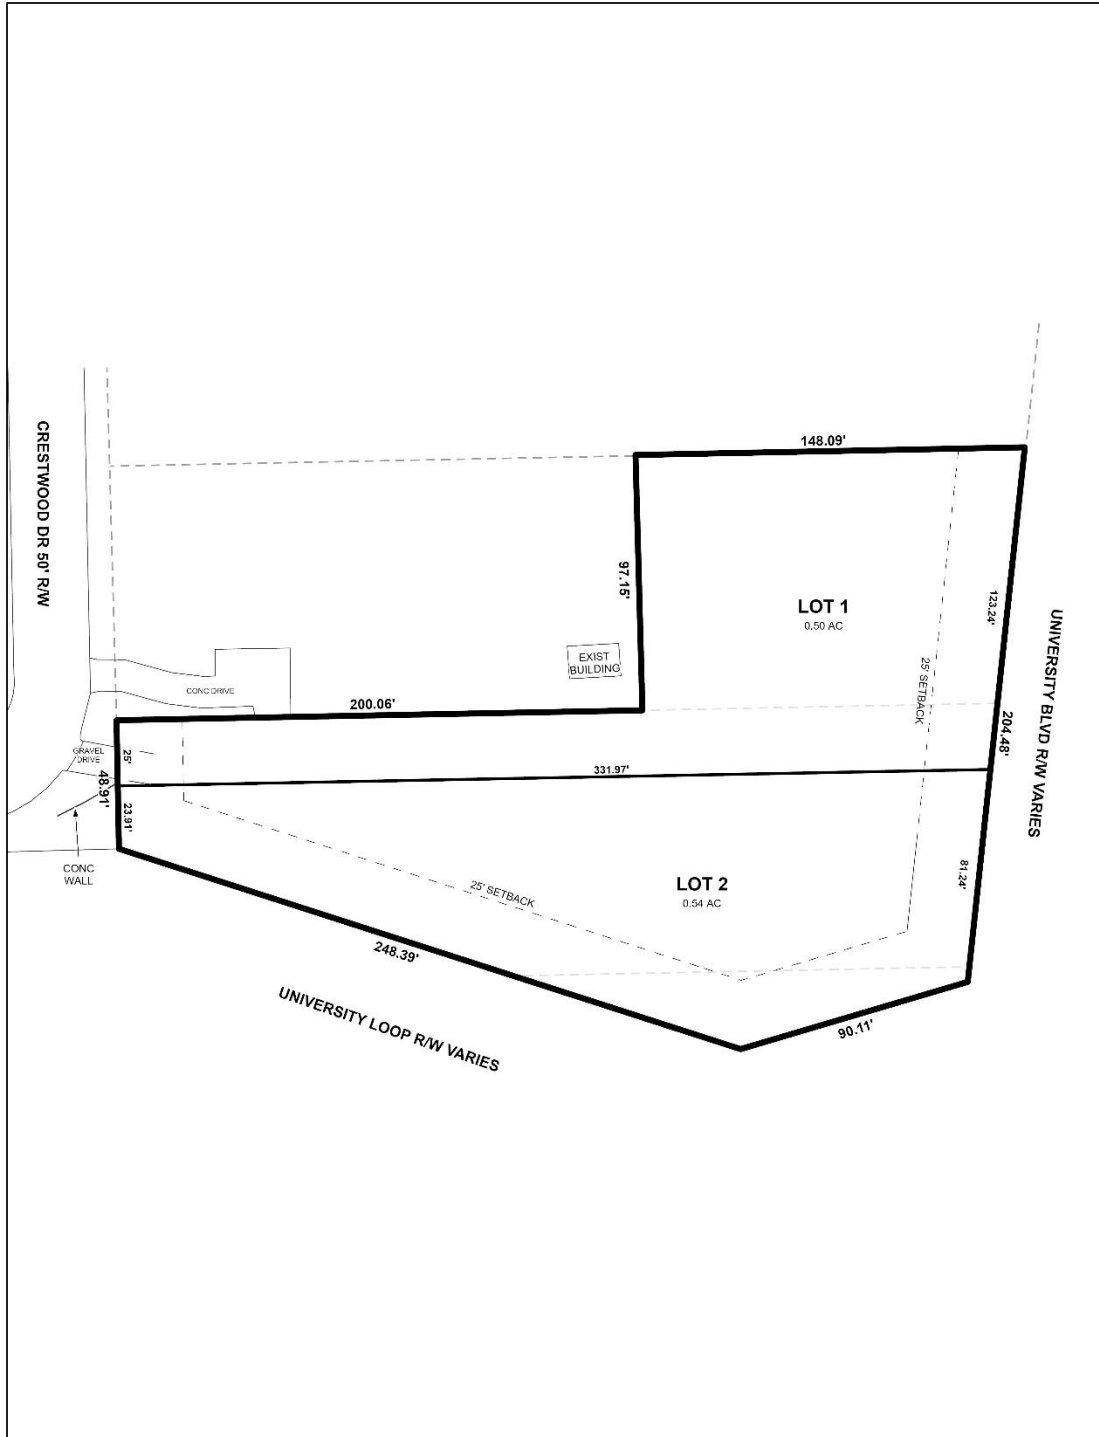 148.09'
CRESTWOOD DR 50' R/W
97.15'
LOT 1
0.50 AC
123.24'
UNIVERSITY BLVD R/W VARIES
EXIST
BUILDING
25' SETBACK
CONC DRIVE
200.06'
204.48'
GRAVEL
DRIVE
25'
48.91'
331.97'
23.91'
CONC
WALL
81.24'
LOT 2
0.54 AC
25' SETBACK
248.39'
UNIVERSITY LOOP R/W VARIES
90.11'